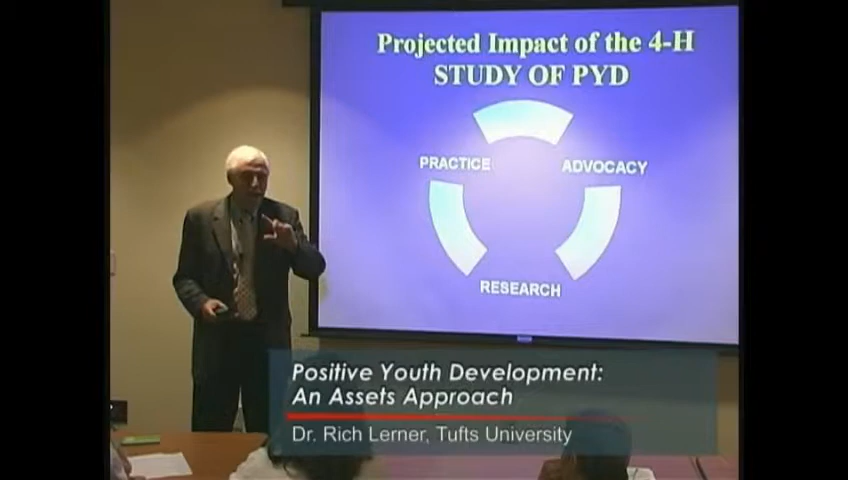 Projected Impact of the 4-H
STUDY OF PYD
PRACTICE
ADVOCACY
RESEARCH
Positive Youth Development:
An Assets Approach
Dr. Rich Lerner, Tufts University